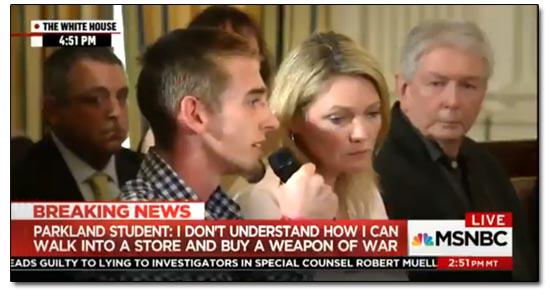 THE WHITE HOUSE
4:51 PM
BREAKING NEWS
LIVE
PARKLAND STUDENT: I DON'T UNDERSTAND HOW I CAN
WALK INTO A STORE AND BUY A WEAPON OF WAR
MSNBC
EADS GUILTY TO LYING TO INVESTIGATORS IN SPECIAL COUNSEL ROBERT MUELL
2:51 PM MT